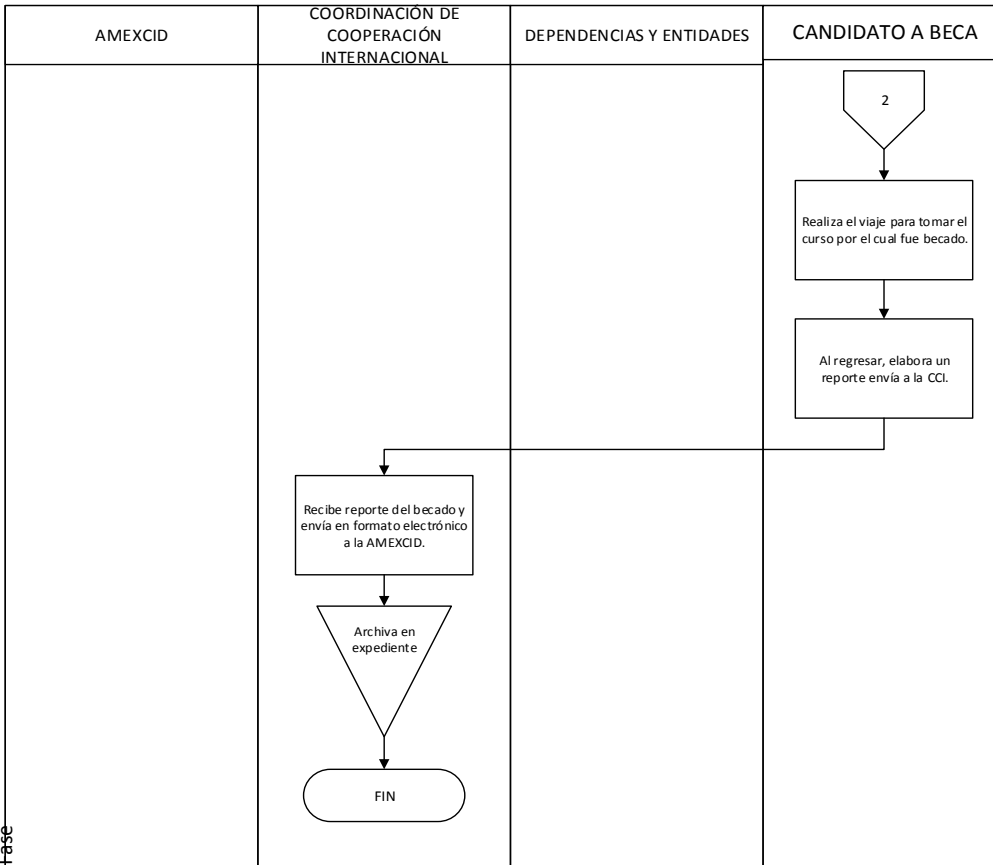 AMEXCID
COORDINACIÓN DE
COOPERACIÓN
INTERNACIONAL
DEPENDENCIAS Y ENTIDADES
CANDIDATO A BECA
2
Realiza el viaje para tomar el
curso por el cual fue becado.
Al regresar, elabora un
reporte envía a la CCI.
Recibe reporte del becado y
envía en formato electrónico
a la AMEXCID.
Archiva en
expediente
FIN
Fase